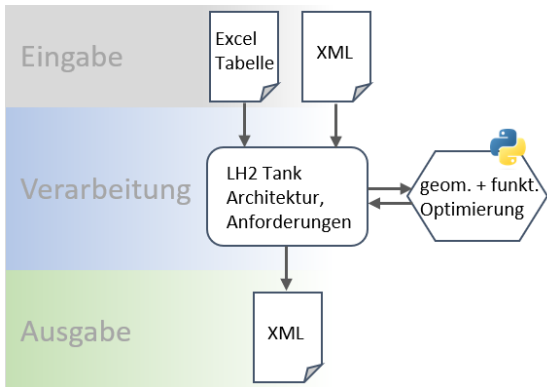 Eingabe
Excel
Tabelle
XML
Verarbeitung
LH2 Tank
Architektur,
Anforderungen
geom. + funkt.
Optimierung
Ausgabe
XML